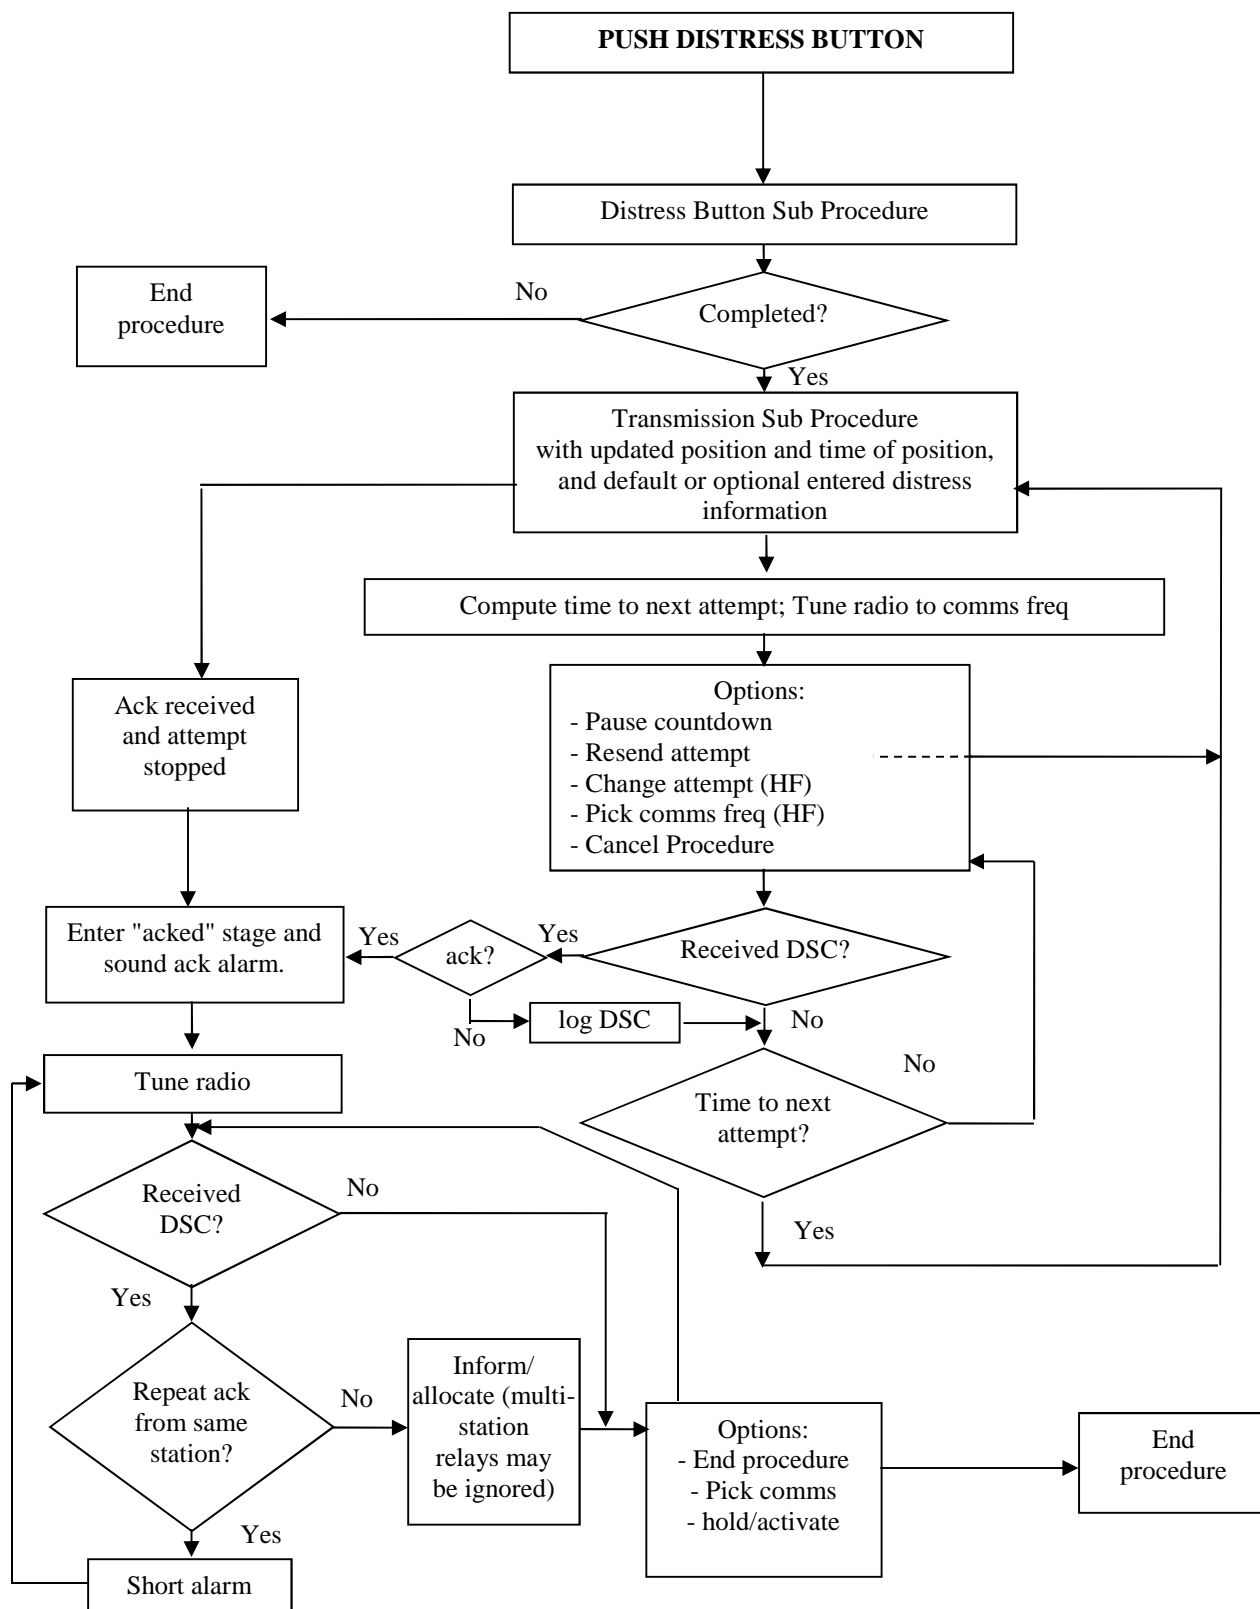 PUSH DISTRESS BUTTON
Distress Button Sub Procedure
End
procedure
No
Completed?
Yes
Transmission Sub Procedure
with updated position and time of position,
and default or optional entered distress
information
Compute time to next attempt; Tune radio to comms freq
Ack received
and attempt
stopped
Options:
- Pause countdown
- Resend attempt
- Change attempt (HF)
- Pick comms freq (HF)
- Cancel Procedure
Enter "acked" stage and
sound ack alarm.
Yes
ack?
Yes
Received DSC?
No
log DSC
No
Tune radio
Time to next
attempt?
No
Yes
Received
DSC?
No
Yes
Repeat ack
from same
station?
No
Inform/
allocate (multi-
station
relays may
be ignored)
Options:
- End procedure
- Pick comms
- hold/activate
End
procedure
Yes
Short alarm